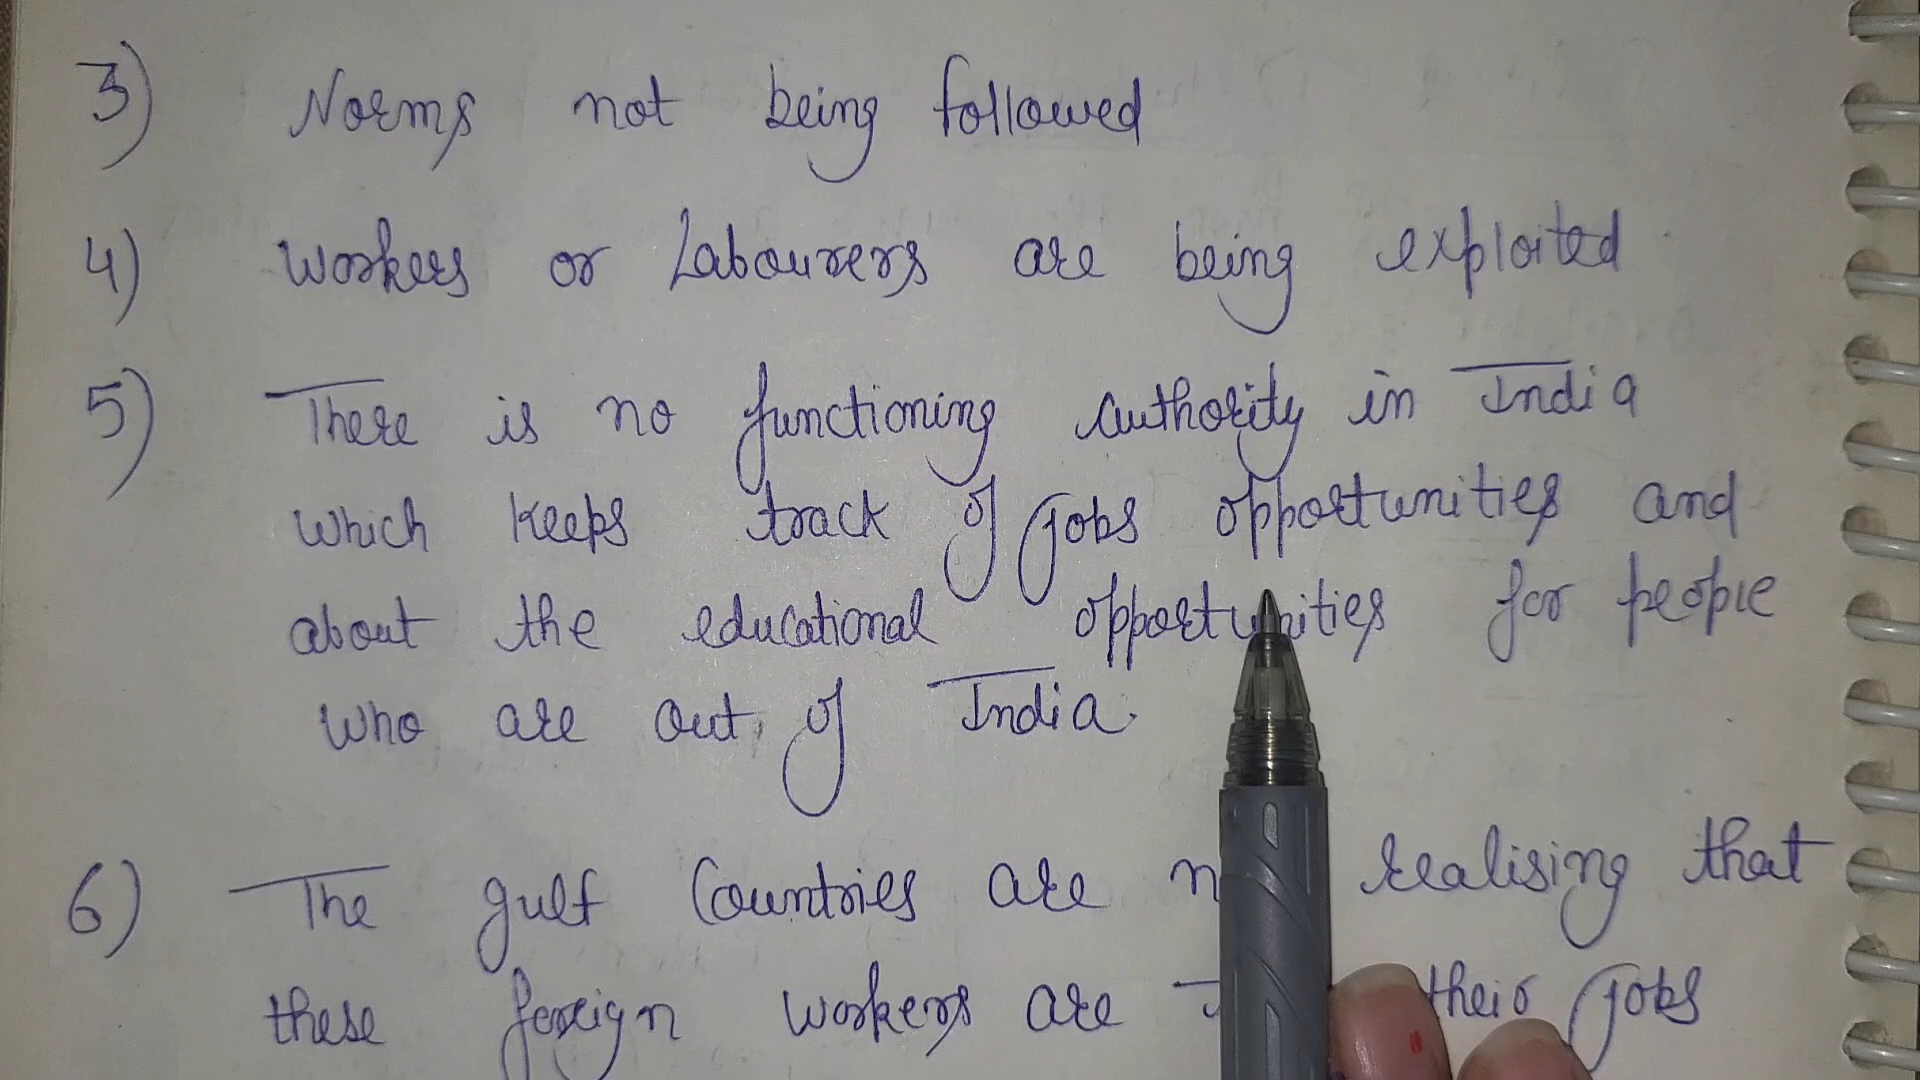 3) Norms not being followed
4) Workers or Labourers are being exploited
5) There is no functioning authority in India
which keeps track of jobs opportunities and
about the educational opportunities for people
who are out of India.
6) The gulf Countries are realising that
these foreign workers are their jobs